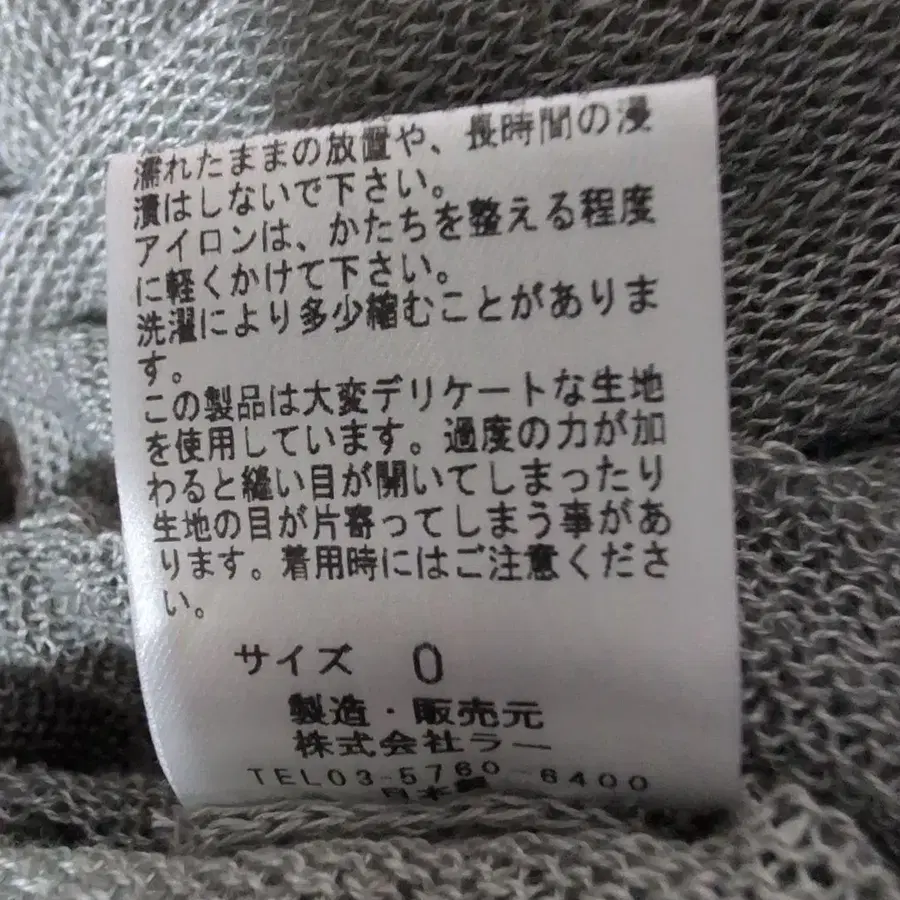 濡れたままの放置や、長時間の浸
漬はしないで下さい。
アイロンは、かたちを整える程度
に軽くかけて下さい。
洗濯により多少縮むことがありま
す。
この製品は大変デリケートな生地
を使用しています。過度の力が加
わると縫い目が開いてしまったり
生地の目が片寄ってしまう事があ
ります。着用時にはご注意くださ
い。
サイズ 0
製造・販売元
株式会社ラー
TEL03-5760-6400
日本製